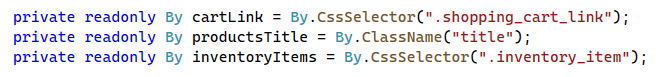 private readonly By cartLink = By.CssSelector(".shopping_cart_link");
private readonly By productsTitle = By.ClassName("title");
private readonly By inventoryItems = By.CssSelector(".inventory_item");